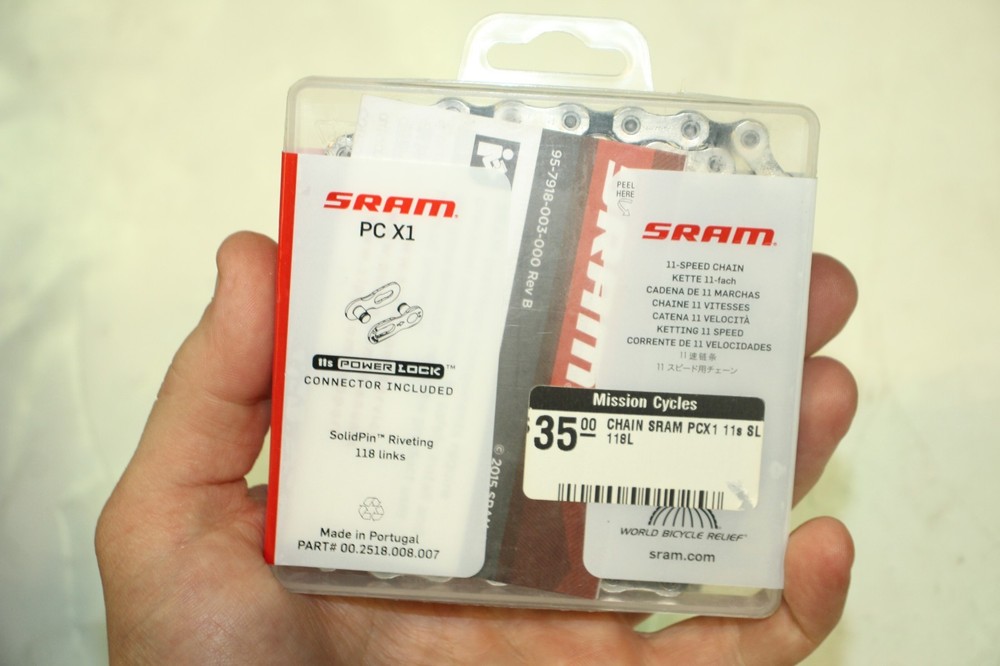 SRAM
PC X1
11s POWER LOCK™
CONNECTOR INCLUDED
SolidPin™ Riveting
118 links
Made in Portugal
PART# 00.2518.008.007
95-7918-003-000 Rev B
© 2015 SRAM
SRAM
PEEL
HERE
SRAM
11-SPEED CHAIN
KETTE 11-fach
CADENA DE 11 MARCHAS
CHAINE 11 VITESSES
CATENA 11 VELOCITÀ
KETTING 11 SPEED
CORRENTE DE 11 VELOCIDADES
11 速链条
11 スピード用チェーン
Mission Cycles
$35.00 CHAIN SRAM PCX1 11s SL
118L
WORLD BICYCLE RELIEF
sram.com